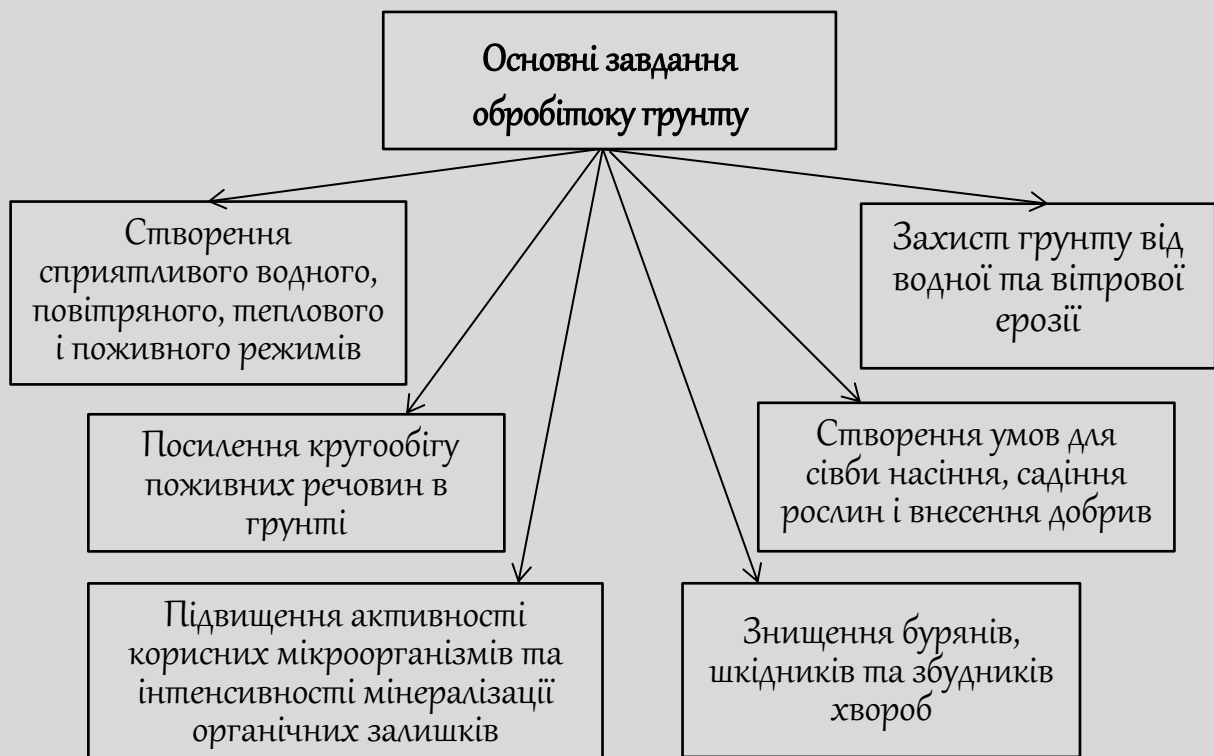 Основні завдання
обробітоку грунту
Створення
сприятливого водного,
повітряного, теплового
і поживного режимів
Захист грунту від
водної та вітрової
ерозії
Посилення кругообігу
поживних речовин в
грунті
Створення умов для
сівби насіння, садіння
рослин і внесення добрив
Підвищення активності
корисних мікроорганізмів та
інтенсивності мінералізації
органічних залишків
Знищення бурянів,
шкідників та збудників
хвороб